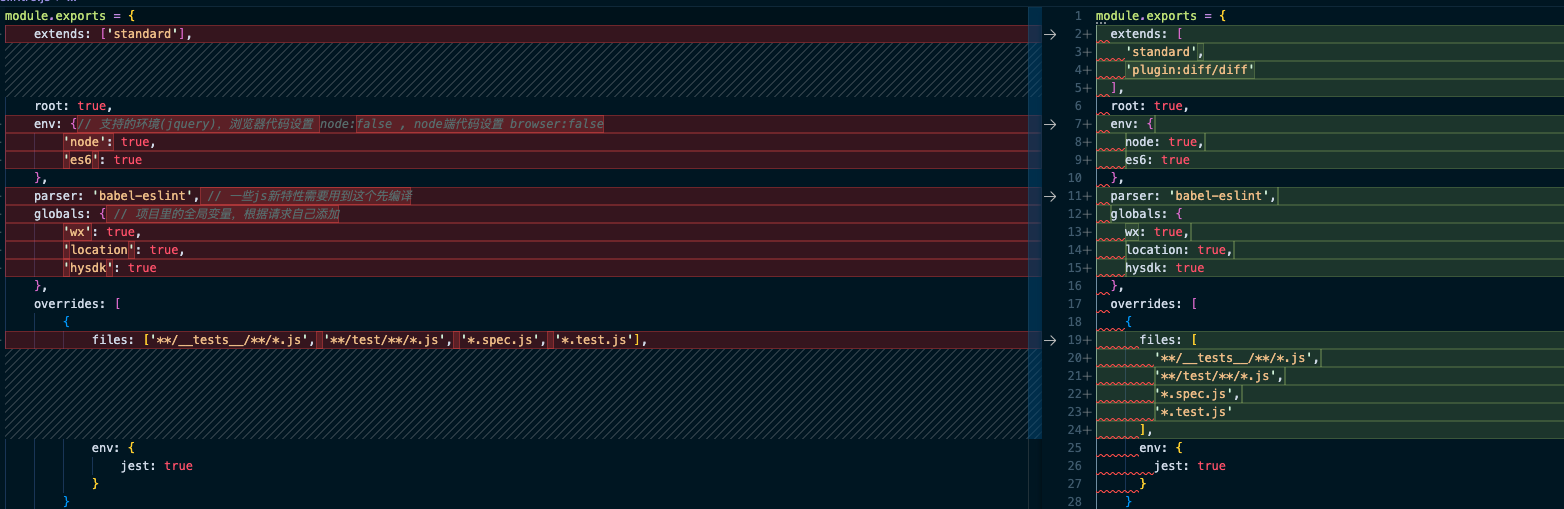 module.exports = {
extends: ['standard'],
root: true,
env: {// 支持的环境(jquery)，浏览器代码设置 node:false , node端代码设置 browser:false
'node': true,
'es6': true
},
parser: 'babel-eslint', // 一些js新特性需要用到这个先编译
globals: { // 项目里的全局变量，根据请求自己添加
'wx': true,
'location': true,
'hysdk': true
},
overrides: [
{
files: ['**/__tests__/**/*.js', '**/test/**/*.js', '*.spec.js', '*.test.js'],
env: {
jest: true
}
}
1 module.exports = {
2+ extends: [
3+ 'standard',
4+ 'plugin:diff/diff'
5+ ],
6 root: true,
7+ env: {
8+ node: true,
9+ es6: true
10 },
11+ parser: 'babel-eslint',
12+ globals: {
13+ wx: true,
14+ location: true,
15+ hysdk: true
16 },
17 overrides: [
18 {
19+ files: [
20+ '**/__tests__/**/*.js',
21+ '**/test/**/*.js',
22+ '*.spec.js',
23+ '*.test.js'
24+ ],
25 env: {
26 jest: true
27 }
28 }